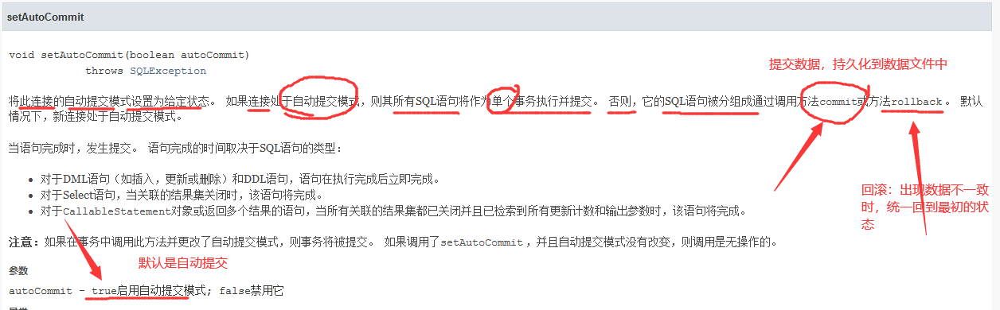 setAutoCommit
void setAutoCommit(boolean autoCommit)
throws SQLException
提交数据，持久化到数据文件中
将此连接的自动提交模式设置为给定状态。 如果连接处于自动提交模式，则其所有SQL语句将作为单个事务执行并提交。 否则，它的SQL语句被分组成通过调用方法commit或方法rollback 。 默认
情况下，新连接处于自动提交模式。
当语句完成时，发生提交。 语句完成的时间取决于SQL语句的类型：
对于DML语句（如插入，更新或删除）和DDL语句，语句在执行完成后立即完成。
对于Select语句，当关联的结果集关闭时，该语句将完成。
对于CallableStatement对象或返回多个结果的语句，当所有关联的结果集都已关闭并且已检索到所有更新计数和输出参数时，该语句将完成。
回滚：出现数据不一致
时，统一回到最初的状
态
注意：如果在事务中调用此方法并更改了自动提交模式，则事务将被提交。 如果调用了setAutoCommit ，并且自动提交模式没有改变，则调用是无操作的。
默认是自动提交
参数
autoCommit - true启用自动提交模式; false禁用它